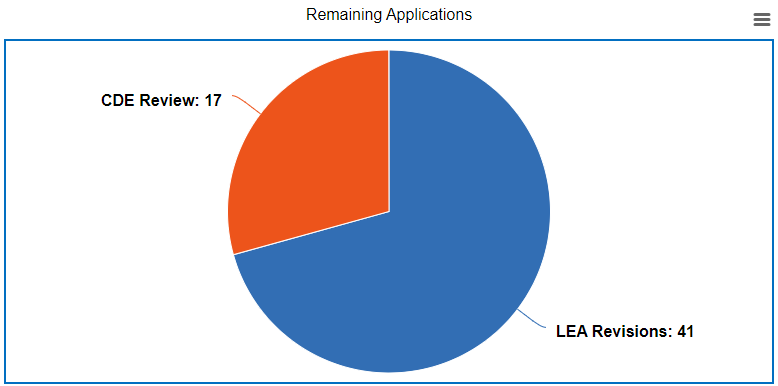 Remaining Applications
CDE Review: 17
LEA Revisions: 41